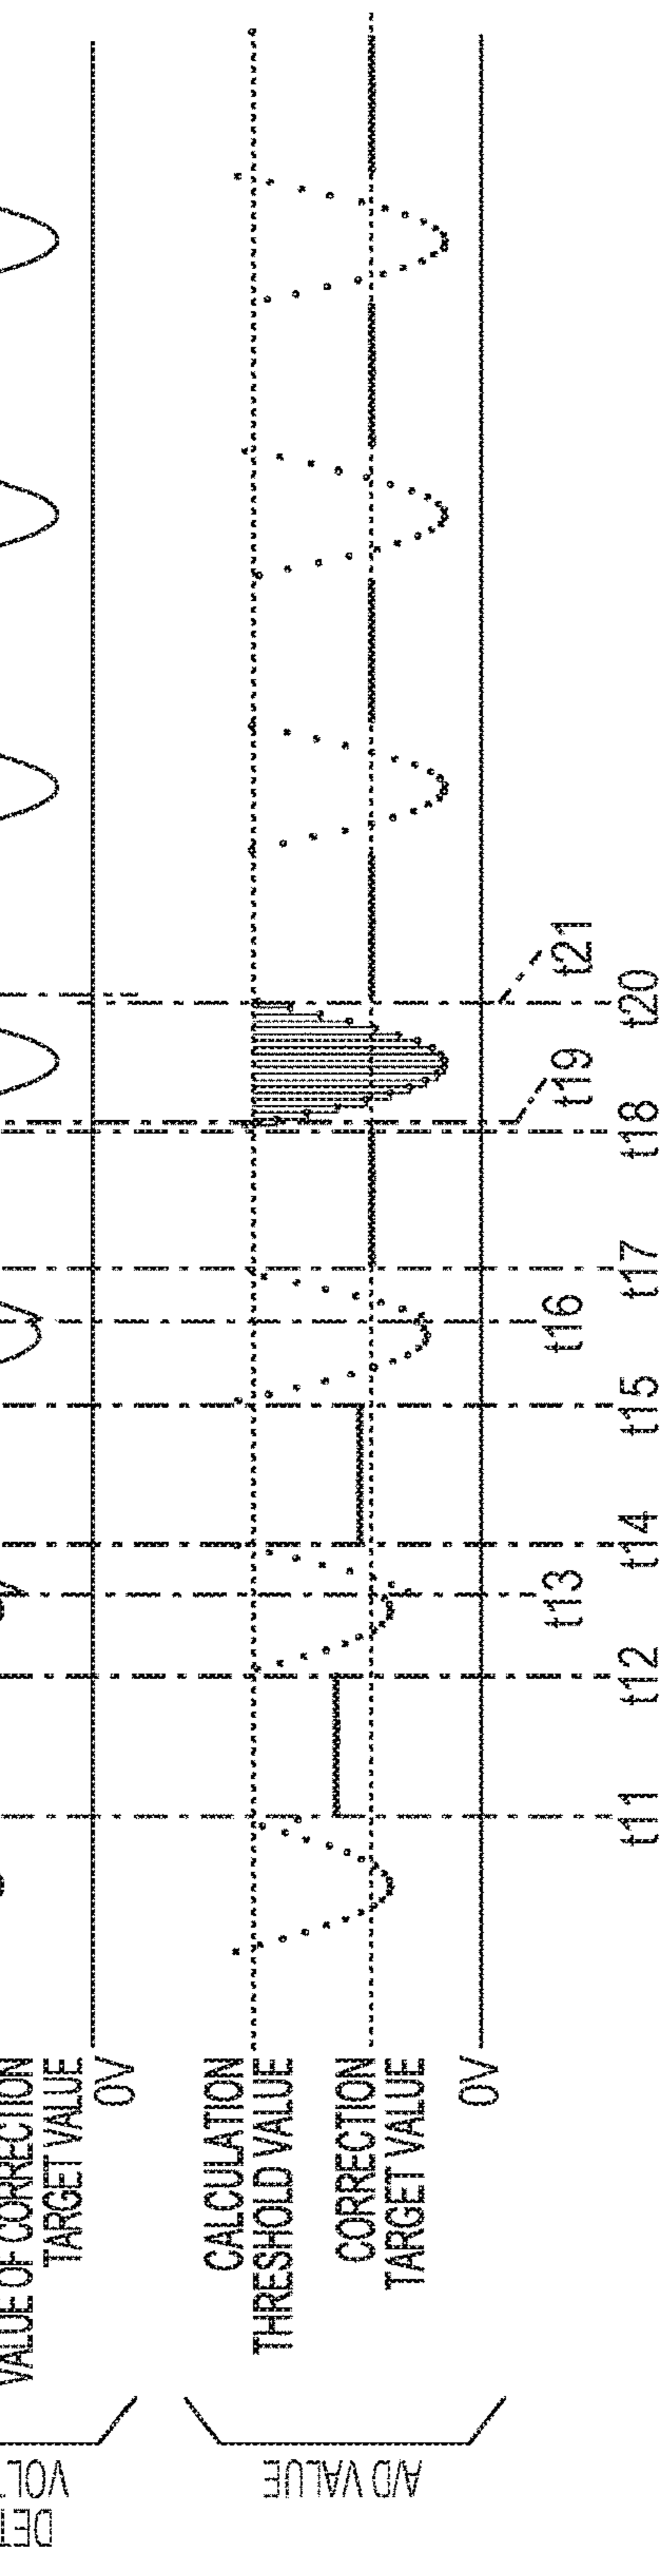 VALUE OF CORRECTION
TARGET VALUE
0V
CALCULATION
THRESHOLD VALUE
CORRECTION
TARGET VALUE
0V
A/D VALUE
t11
t12
t13
t14
t15
t16
t17
t18
t19
t20
t21